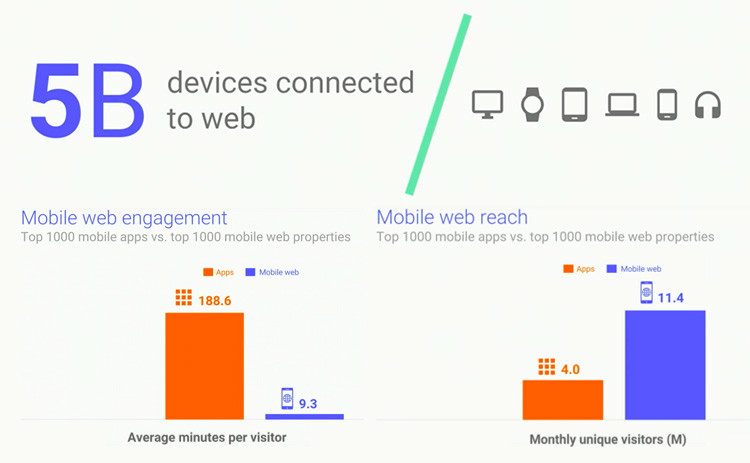 5B
devices connected
to web
Mobile web engagement
Top 1000 mobile apps vs. top 1000 mobile web properties
Apps Mobile web
188.6
9.3
Average minutes per visitor
Mobile web reach
Top 1000 mobile apps vs. top 1000 mobile web properties
Apps Mobile web
11.4
4.0
Monthly unique visitors (M)